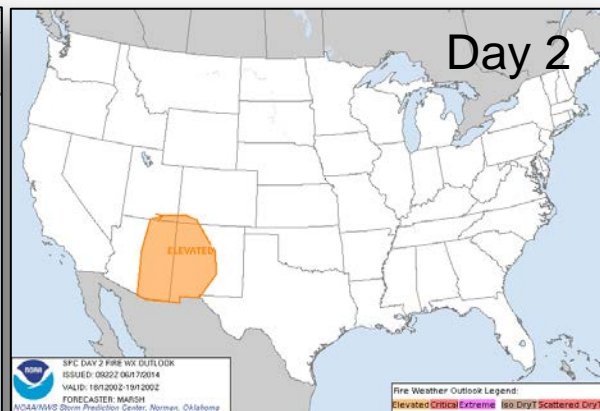 Day 2
ELEVATED
NOAA
SPC DAY 2 FIRE WX OUTLOOK
ISSUED: 0922Z 06/17/2014
VALID: 18/1200Z-19/1200Z
FORECASTER: MARSH
NOAA/NWS Storm Prediction Center, Norman, Oklahoma
Fire Weather Outlook Legend:
Elevated Critical Extreme Iso DryT Scattered DryT